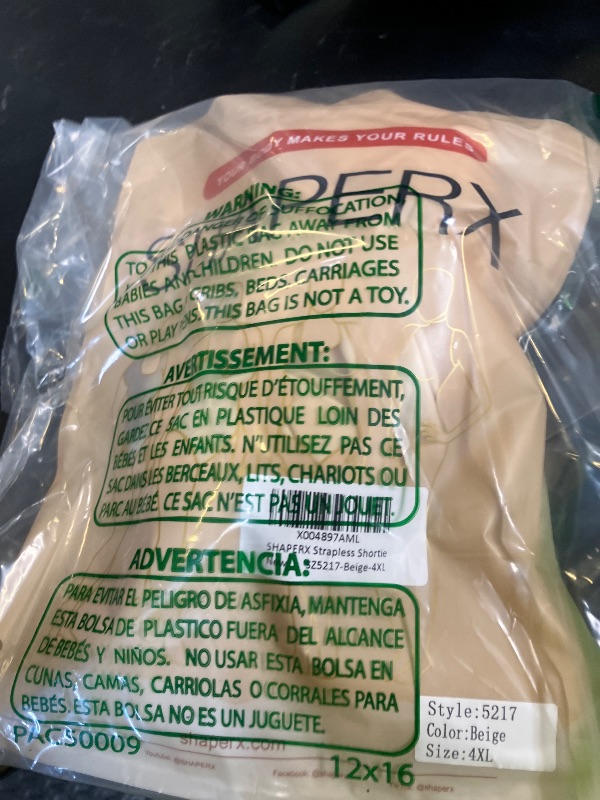 Y MAKES YOUR RULES
PERX
WARNING:
SUFFOCATION
TO THIS PLASTIC BAG AWAY FROM
BABIES AND CHILDREN. DO NOT USE
THIS BAG CRIBS, BEDS, CARRIAGES
OR PLAY THIS BAG IS NOT A TOY.
AVERTISSEMENT:
POUR ÉVITER TOUT RISQUE D'ÉTOUFFEMENT,
GARDEZ CE SAC EN PLASTIQUE LOIN DES
BÉBÉS ET LES ENFANTS. N'UTILISEZ PAS CE
SAC DANS LES BERCEAUX, LITS, CHARIOTS OU
PARC AU BÉBÉ CE SAC N'EST PAS UN JOUET.
X004897AML
SHAPERX Strapless Shortie
SZ5217-Beige-4XL
ADVERTENCIA:
PARA EVITAR EL PELIGRO DE ASFIXIA, MANTENGA
ESTA BOLSA DE PLASTICO FUERA DEL ALCANCE
DE BEBÉS Y NIÑOS. NO USAR ESTA BOLSA EN
CUNAS, CAMAS, CARRIOLAS O CORRALES PARA
BEBÉS. ESTA BOLSA NO ES UN JUGUETE.
Style:5217
Color:Beige
Size:4XL
PAC50009
shaperx.com
12x16
Youtube @SHAPERX
Facebook
@shaperx